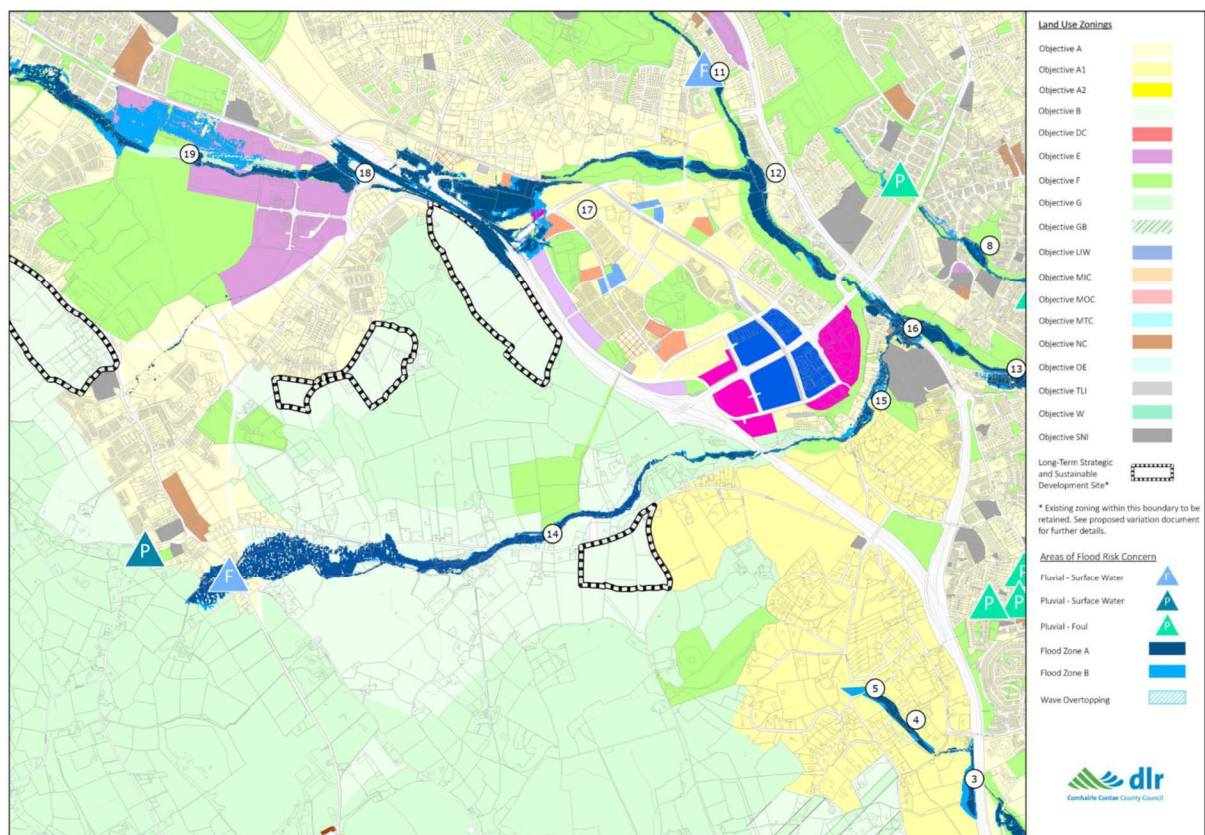 11
19
18
12
17
8
16
13
15
14
5
4
3
F
P
P
F
P
P
P
Land Use Zonings
Objective A
Objective A1
Objective A2
Objective B
Objective DC
Objective E
Objective F
Objective G
Objective GB
Objective LIW
Objective MIC
Objective MOC
Objective MTC
Objective NC
Objective OE
Objective TLI
Objective W
Objective SNI
Long-Term Strategic
and Sustainable
Development Site*
* Existing zoning within this boundary to be
retained. See proposed variation document
for further details.
Areas of Flood Risk Concern
Fluvial - Surface Water F
Pluvial - Surface Water P
Pluvial - Foul P
Flood Zone A
Flood Zone B
Wave Overtopping
dlr
Comhairle Contae County Council